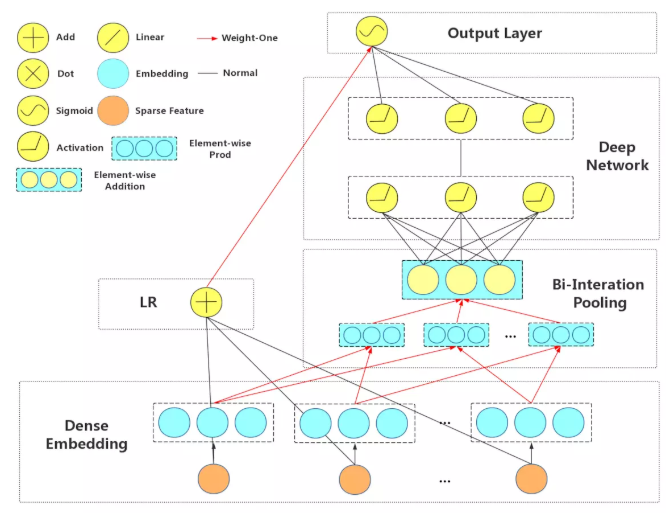 Add
Linear
Weight-One
Dot
Embedding
Normal
Sigmoid
Sparse Feature
Activation
Element-wise
Prod
Element-wise
Addition
Output Layer
Deep
Network
Bi-Interation
Pooling
...
LR
Dense
Embedding
...
...